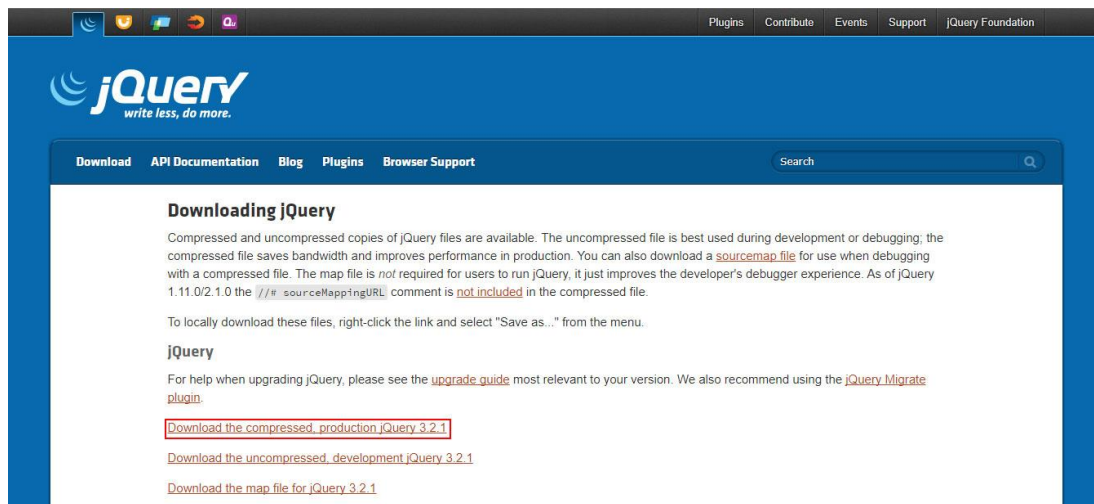 Plugins Contribute Events Support jQuery Foundation
jQuery
write less, do more.
Download API Documentation Blog Plugins Browser Support Search
Downloading jQuery
Compressed and uncompressed copies of jQuery files are available. The uncompressed file is best used during development or debugging; the
compressed file saves bandwidth and improves performance in production. You can also download a sourcemap file for use when debugging
with a compressed file. The map file is not required for users to run jQuery, it just improves the developer's debugger experience. As of jQuery
1.11.0/2.1.0 the //# sourceMappingURL comment is not included in the compressed file.
To locally download these files, right-click the link and select "Save as..." from the menu.
jQuery
For help when upgrading jQuery, please see the upgrade guide most relevant to your version. We also recommend using the jQuery Migrate
plugin.
Download the compressed, production jQuery 3.2.1
Download the uncompressed, development jQuery 3.2.1
Download the map file for jQuery 3.2.1